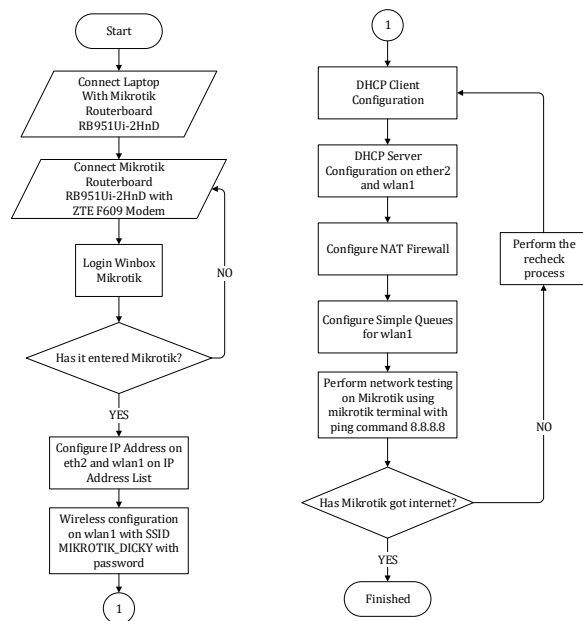 Start
Connect Laptop
With Mikrotik
Routerboard
RB951Ui-2HnD
Connect Mikrotik
Routerboard
RB951Ui-2HnD with
ZTE F609 Modem
Login Winbox
Mikrotik
NO
Has it entered Mikrotik?
YES
Configure IP Address on
eth2 and wlan1 on IP
Address List
Wireless configuration
on wlan1 with SSID
MIKROTIK_DICKY with
password
1
1
DHCP Client
Configuration
DHCP Server
Configuration on ether2
and wlan1
Configure NAT Firewall
Perform the
recheck
process
Configure Simple Queues
for wlan1
Perform network testing
on Mikrotik using
mikrotik terminal with
ping command 8.8.8.8
NO
Has Mikrotik got internet?
YES
Finished